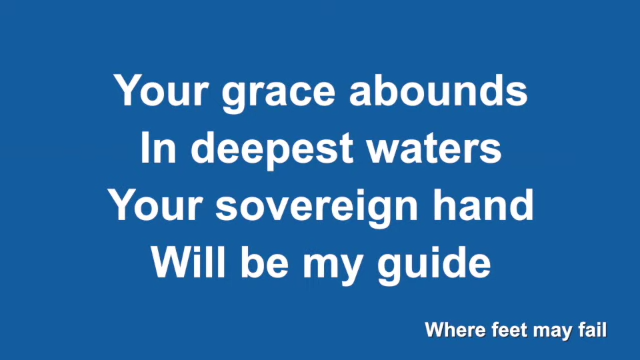 Your grace abounds
In deepest waters
Your sovereign hand
Will be my guide
Where feet may fail